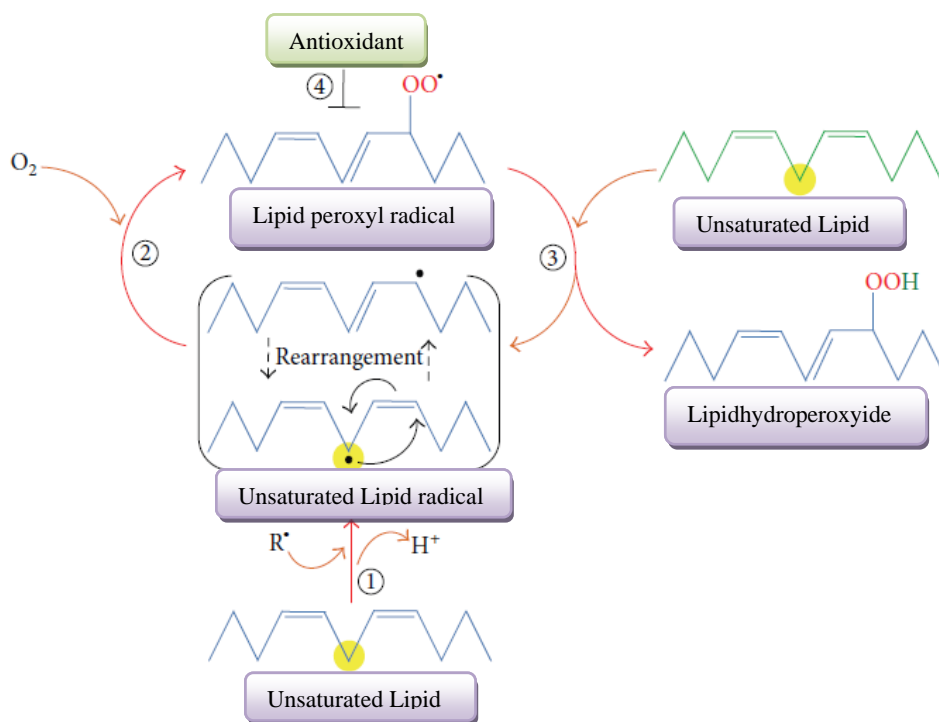 Antioxidant
④
OO•
O₂
Lipid peroxyl radical
Unsaturated Lipid
②
③
•
OOH
Rearrangement
•
Lipidhydroperoxyide
Unsaturated Lipid radical
R•
H⁺
①
Unsaturated Lipid